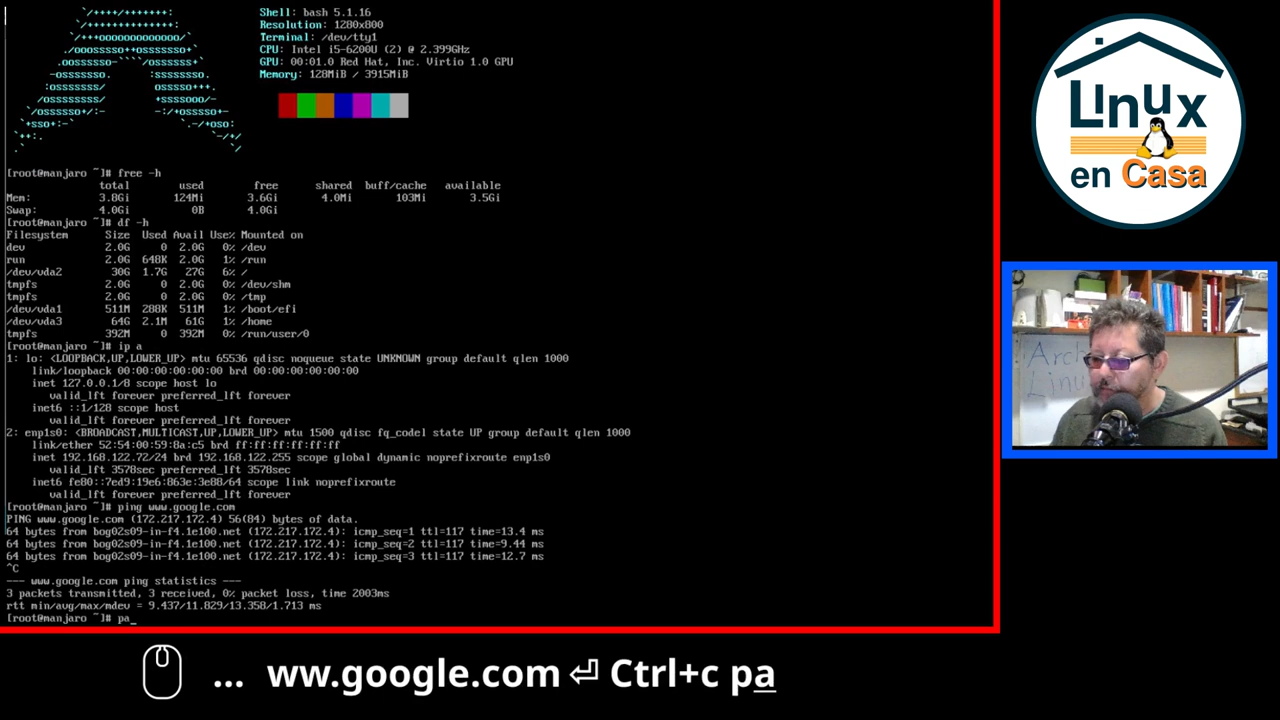 Shell: bash 5.1.16
Resolution: 1280x800
Terminal: /dev/tty1
CPU: Intel i5-6200U (2) @ 2.399GHz
GPU: 00:01.0 Red Hat, Inc. Virtio 1.0 GPU
Memory: 128MiB / 3915MiB
[root@manjaro ~]# free -h
total used free shared buff/cache available
Mem: 3.8Gi 124Mi 3.6Gi 4.0Mi 103Mi 3.5Gi
Swap: 4.0Gi 0B 4.0Gi
[root@manjaro ~]# df -h
Filesystem Size Used Avail Use% Mounted on
dev 2.0G 0 2.0G 0% /dev
run 2.0G 648K 2.0G 1% /run
/dev/vda2 30G 1.7G 27G 6% /
tmpfs 2.0G 0 2.0G 0% /dev/shm
tmpfs 2.0G 0 2.0G 0% /tmp
/dev/vda1 511M 288K 511M 1% /boot/efi
/dev/vda3 64G 2.1M 61G 1% /home
tmpfs 392M 0 392M 0% /run/user/0
[root@manjaro ~]# ip a
1: lo: <LOOPBACK,UP,LOWER_UP> mtu 65536 qdisc noqueue state UNKNOWN group default qlen 1000
link/loopback 00:00:00:00:00:00 brd 00:00:00:00:00:00
inet 127.0.0.1/8 scope host lo
valid_lft forever preferred_lft forever
inet6 ::1/128 scope host
valid_lft forever preferred_lft forever
2: enp1s0: <BROADCAST,MULTICAST,UP,LOWER_UP> mtu 1500 qdisc fq_codel state UP group default qlen 1000
link/ether 52:54:00:59:8a:c5 brd ff:ff:ff:ff:ff:ff
inet 192.168.122.72/24 brd 192.168.122.255 scope global dynamic noprefixroute enp1s0
valid_lft 3578sec preferred_lft 3578sec
inet6 fe80::7ed9:19e6:863e:3e88/64 scope link noprefixroute
valid_lft forever preferred_lft forever
[root@manjaro ~]# ping www.google.com
PING www.google.com (172.217.172.4) 56(84) bytes of data.
64 bytes from bog02s09-in-f4.1e100.net (172.217.172.4): icmp_seq=1 ttl=117 time=13.4 ms
64 bytes from bog02s09-in-f4.1e100.net (172.217.172.4): icmp_seq=2 ttl=117 time=9.44 ms
64 bytes from bog02s09-in-f4.1e100.net (172.217.172.4): icmp_seq=3 ttl=117 time=12.7 ms
^C
--- www.google.com ping statistics ---
3 packets transmitted, 3 received, 0% packet loss, time 2003ms
rtt min/avg/max/mdev = 9.437/11.829/13.358/1.713 ms
[root@manjaro ~]# pa_
Linux
en Casa
Arch
Linux
... ww.google.com ⏎ Ctrl+c pa